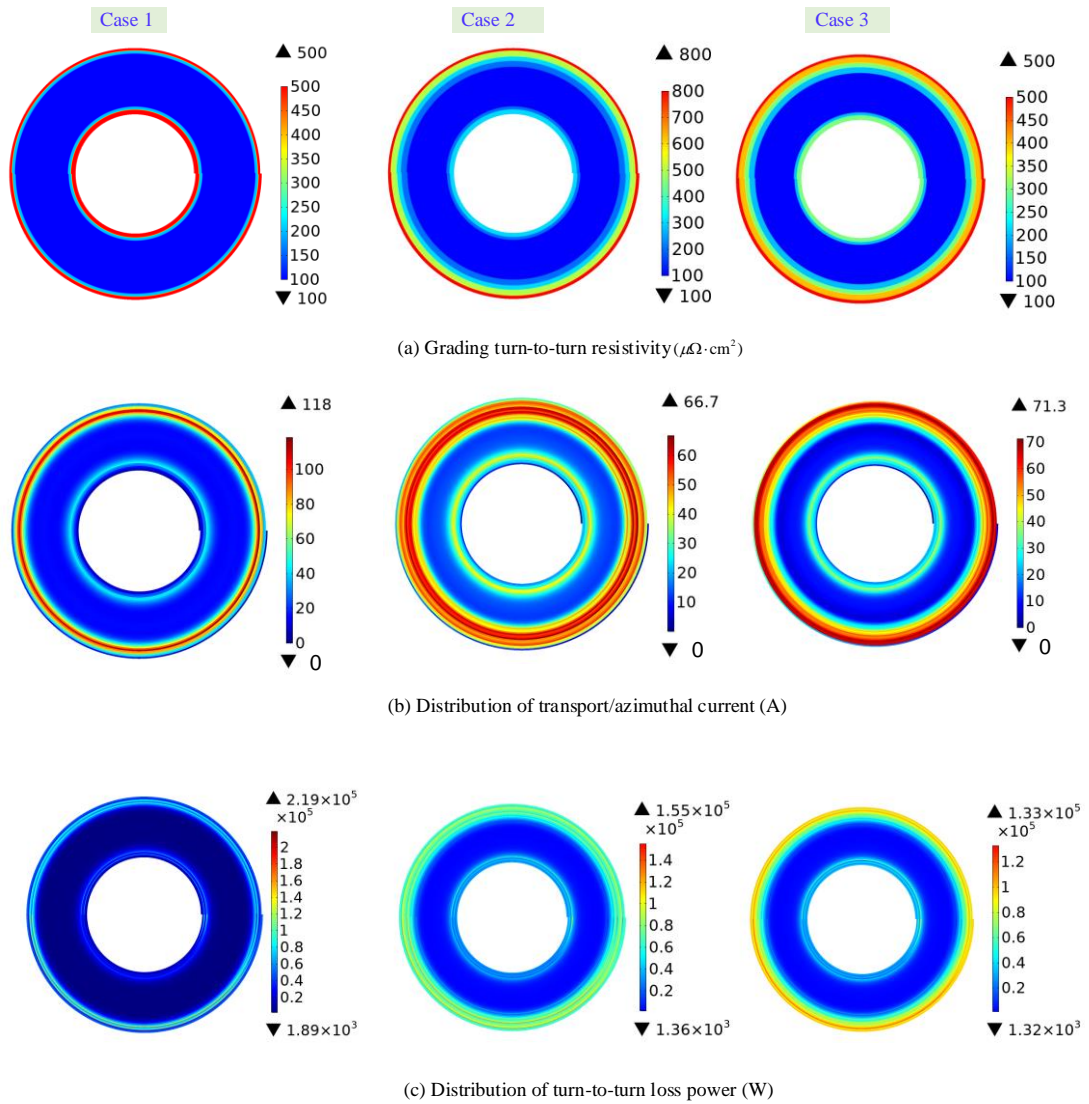 Case 1 Case 2 Case 3
▲ 500 ▲ 800 ▲ 500
500 800 500
450 700 450
400 600 400
350 500 350
300 400 300
250 300 250
200 200 200
150 100 150
100 100
▼ 100 ▼ 100 ▼ 100
(a) Grading turn-to-turn resistivity(μΩ·cm²)
▲ 118 ▲ 66.7 ▲ 71.3
100 60 70
80 50 60
60 40 50
40 30 40
20 20 30
0 10 20
10
0
▼ 0 ▼ 0 ▼ 0
(b) Distribution of transport/azimuthal current (A)
▲ 2.19×10⁵ ▲ 1.55×10⁵ ▲ 1.33×10⁵
×10⁵ ×10⁵ ×10⁵
2 1.4 1.2
1.8 1.2 1
1.6 1 0.8
1.4 0.8 0.6
1.2 0.6 0.4
1 0.4 0.2
0.8 0.2
0.6
0.4
0.2
▼ 1.89×10³ ▼ 1.36×10³ ▼ 1.32×10³
(c) Distribution of turn-to-turn loss power (W)